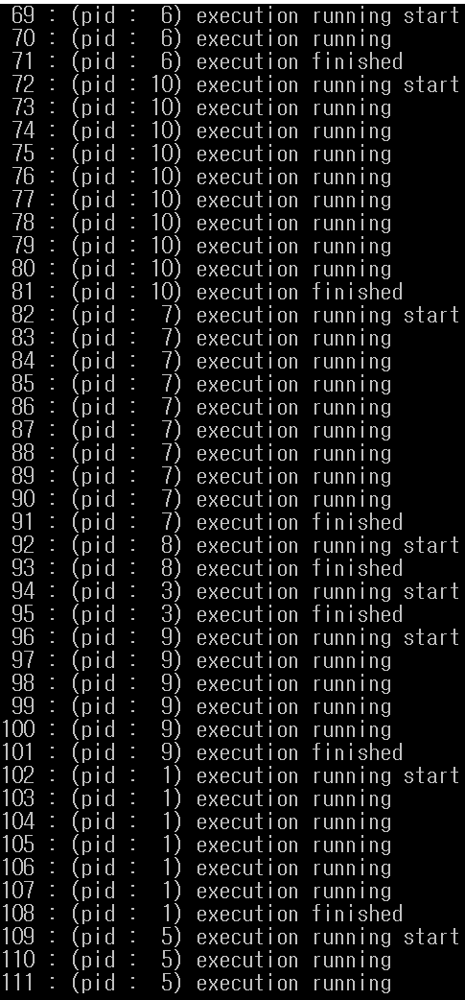 69 : (pid :   6) execution running start
70 : (pid :   6) execution running
71 : (pid :   6) execution finished
72 : (pid :  10) execution running start
73 : (pid :  10) execution running
74 : (pid :  10) execution running
75 : (pid :  10) execution running
76 : (pid :  10) execution running
77 : (pid :  10) execution running
78 : (pid :  10) execution running
79 : (pid :  10) execution running
80 : (pid :  10) execution running
81 : (pid :  10) execution finished
82 : (pid :   7) execution running start
83 : (pid :   7) execution running
84 : (pid :   7) execution running
85 : (pid :   7) execution running
86 : (pid :   7) execution running
87 : (pid :   7) execution running
88 : (pid :   7) execution running
89 : (pid :   7) execution running
90 : (pid :   7) execution running
91 : (pid :   7) execution finished
92 : (pid :   8) execution running start
93 : (pid :   8) execution finished
94 : (pid :   3) execution running start
95 : (pid :   3) execution finished
96 : (pid :   9) execution running start
97 : (pid :   9) execution running
98 : (pid :   9) execution running
99 : (pid :   9) execution running
100 : (pid :   9) execution running
101 : (pid :   9) execution finished
102 : (pid :   1) execution running start
103 : (pid :   1) execution running
104 : (pid :   1) execution running
105 : (pid :   1) execution running
106 : (pid :   1) execution running
107 : (pid :   1) execution running
108 : (pid :   1) execution finished
109 : (pid :   5) execution running start
110 : (pid :   5) execution running
111 : (pid :   5) execution running